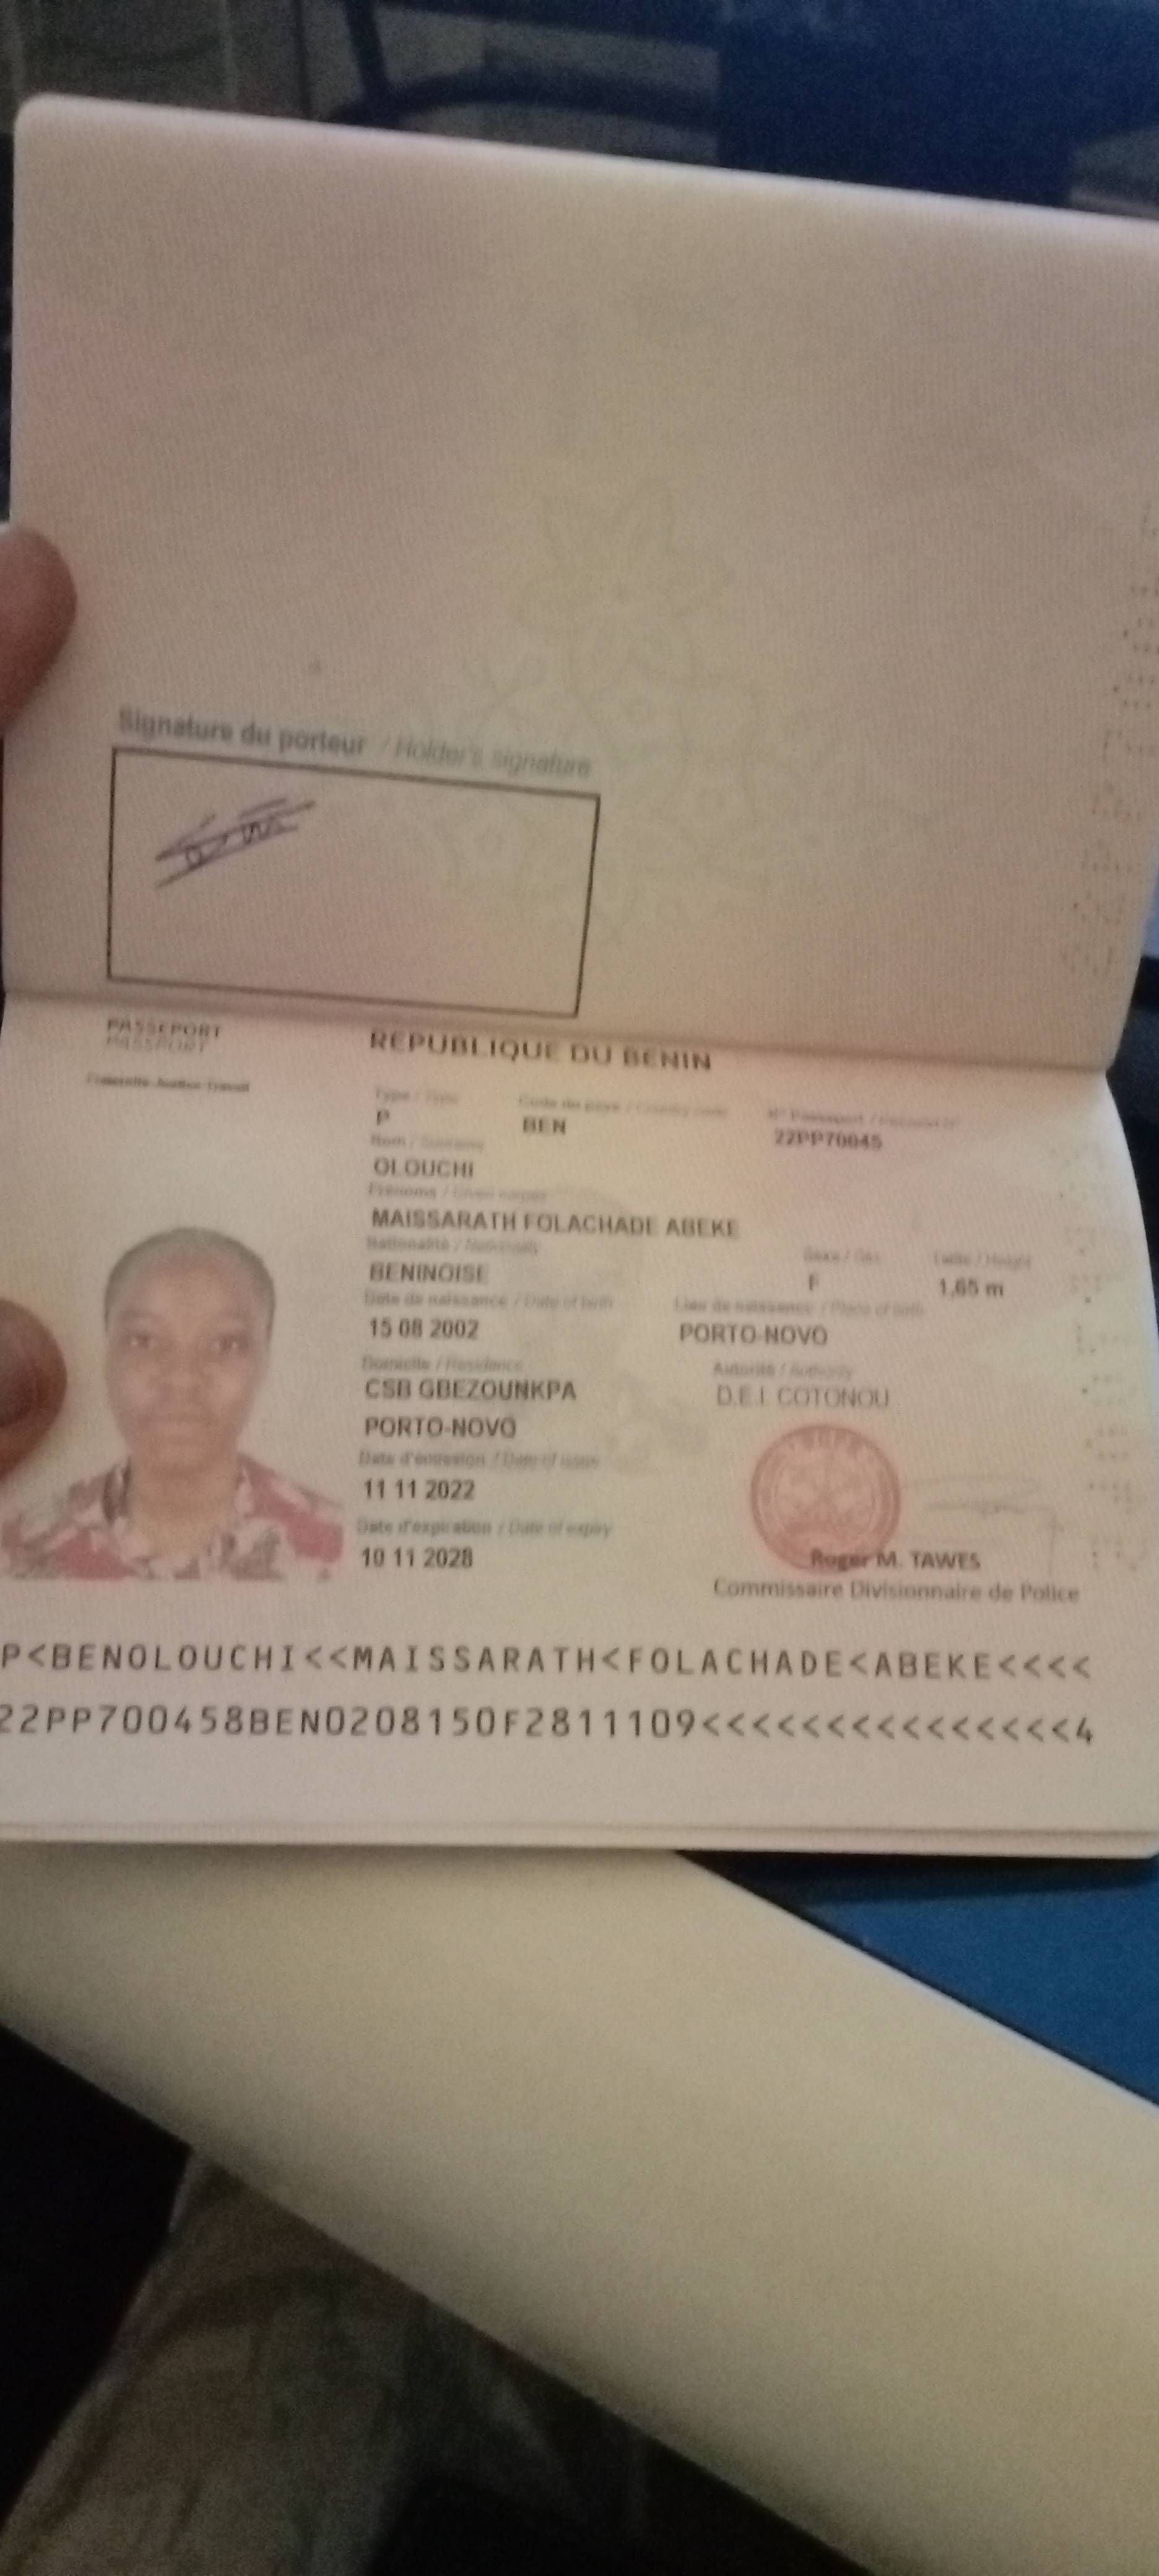 Signature du porteur / Holder's signature
PASSEPORT
PASSPORT
REPUBLIQUE DU BENIN
Fraternité-Justice-Travail
Type / Type
Code du pays / Country code
N° Passeport / Passport N°
P
BEN
22PP70045
Nom / Surname
OLOUCHI
Prénoms / Given names
MAISSARATH FOLACHADE ABEKE
Nationalité / Nationality
Sexe / Sex
Taille / Height
BENINOISE
F
1,65 m
Date de naissance / Date of birth
Lieu de naissance / Place of birth
15 08 2002
PORTO-NOVO
Domicile / Residence
Autorité / Authority
CSB GBEZOUNKPA
D.E.I. COTONOU
PORTO-NOVO
Date d'émission / Date of issue
11 11 2022
Date d'expiration / Date of expiry
10 11 2028
Roger M. TAWES
Commissaire Divisionnaire de Police
P<BENOLOUCHI<<MAISSARATH<FOLACHADE<ABEKE<<<<
22PP700458BEN0208150F2811109<<<<<<<<<<<<<<<4